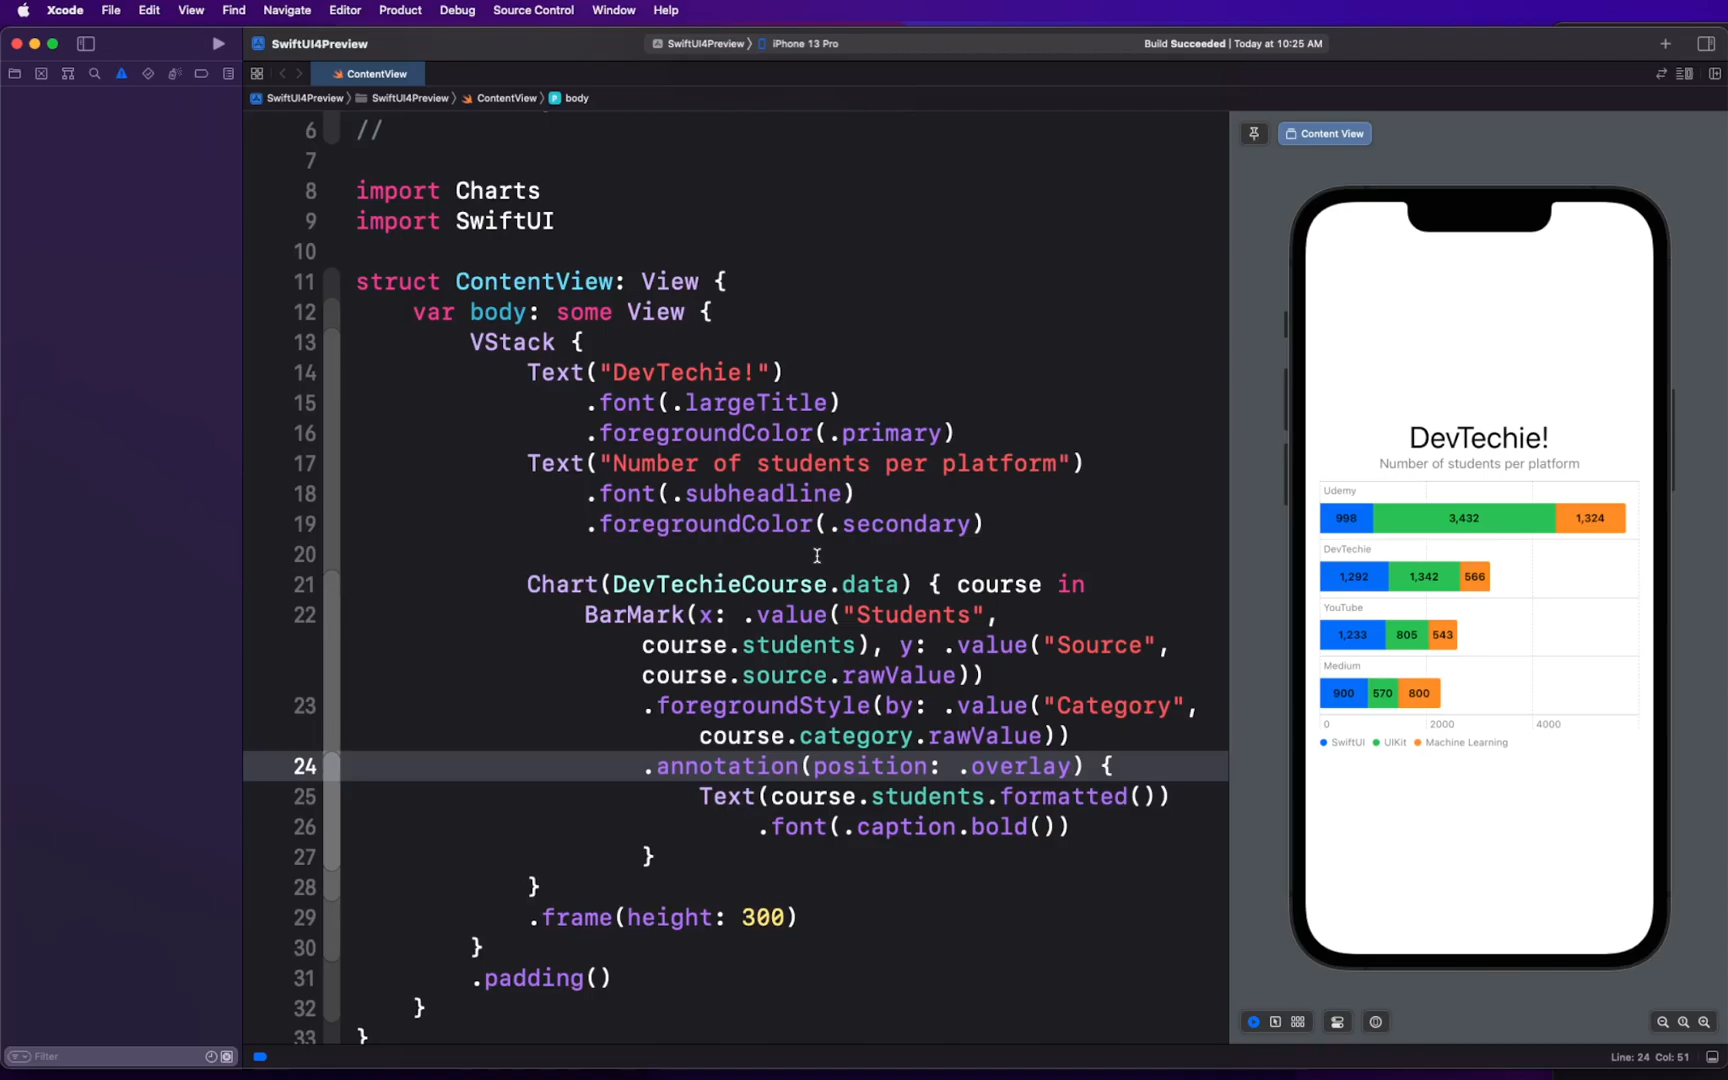 Xcode File Edit View Find Navigate Editor Product Debug Source Control Window Help
SwiftUI4Preview
SwiftUI4Preview
iPhone 13 Pro
Build Succeeded | Today at 10:25 AM
ContentView
SwiftUI4Preview
SwiftUI4Preview
ContentView
body
6 //
7
8 import Charts
9 import SwiftUI
10
11 struct ContentView: View {
12 var body: some View {
13 VStack {
14 Text("DevTechie!")
15 .font(.largeTitle)
16 .foregroundColor(.primary)
17 Text("Number of students per platform")
18 .font(.subheadline)
19 .foregroundColor(.secondary)
20
21 Chart(DevTechieCourse.data) { course in
22 BarMark(x: .value("Students",
course.students), y: .value("Source",
course.source.rawValue))
23 .foregroundStyle(by: .value("Category",
course.category.rawValue))
24 .annotation(position: .overlay) {
25 Text(course.students.formatted())
26 .font(.caption.bold())
27 }
28 }
29 .frame(height: 300)
30 }
31 .padding()
32 }
33 }
Content View
DevTechie!
Number of students per platform
Udemy
998 3,432 1,324
DevTechie
1,292 1,342 566
YouTube
1,233 805 543
Medium
900 570 800
0 2000 4000
SwiftUI UIKit Machine Learning
Filter
Line: 24 Col: 51